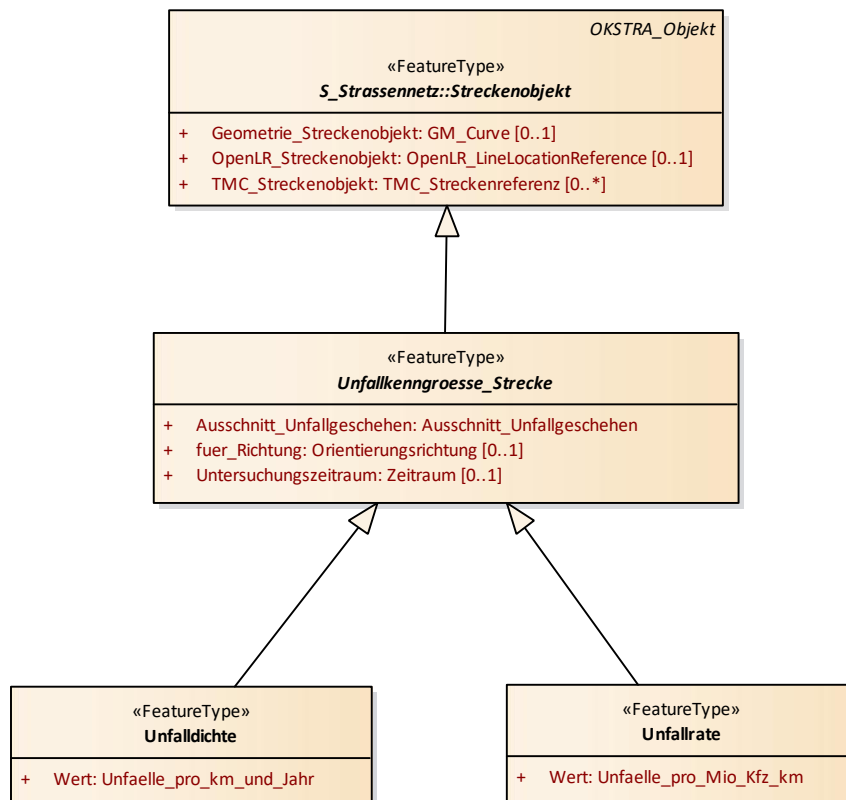 OKSTRA_Objekt
«FeatureType»
S_Strassennetz::Streckenobjekt
+ Geometrie_Streckenobjekt: GM_Curve [0..1]
+ OpenLR_Streckenobjekt: OpenLR_LineLocationReference [0..1]
+ TMC_Streckenobjekt: TMC_Streckenreferenz [0..*]
«FeatureType»
Unfallkenngroesse_Strecke
+ Ausschnitt_Unfallgeschehen: Ausschnitt_Unfallgeschehen
+ fuer_Richtung: Orientierungsrichtung [0..1]
+ Untersuchungszeitraum: Zeitraum [0..1]
«FeatureType»
Unfalldichte
+ Wert: Unfaelle_pro_km_und_Jahr
«FeatureType»
Unfallrate
+ Wert: Unfaelle_pro_Mio_Kfz_km